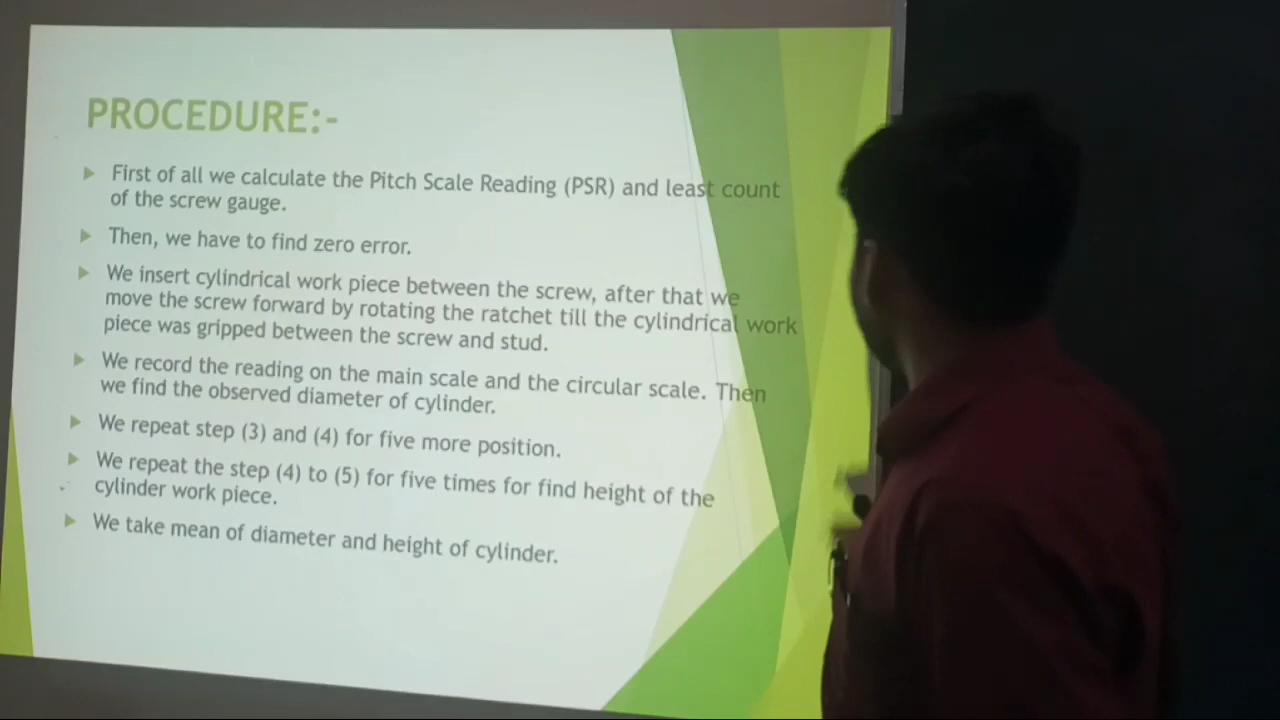 PROCEDURE:-
First of all we calculate the Pitch Scale Reading (PSR) and least count
of the screw gauge.
Then, we have to find zero error.
We insert cylindrical work piece between the screw, after that we
move the screw forward by rotating the ratchet till the cylindrical work
piece was gripped between the screw and stud.
We record the reading on the main scale and the circular scale. Then
we find the observed diameter of cylinder.
We repeat step (3) and (4) for five more position.
We repeat the step (4) to (5) for five times for find height of the
cylinder work piece.
We take mean of diameter and height of cylinder.